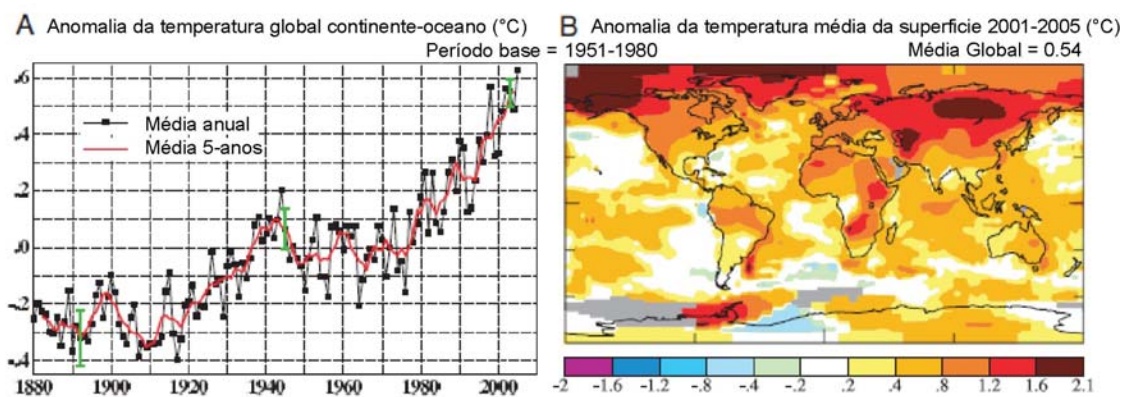 A Anomalia da temperatura global continente-oceano (°C)
B Anomalia da temperatura média da superficie 2001-2005 (°C)
Período base = 1951-1980
Média Global = 0.54
.6
.4
.2
.0
-.2
-.4
Média anual
Média 5-anos
1880 1900 1920 1940 1960 1980 2000
-2 -1.6 -1.2 -.8 -.4 -.2 .2 .4 .8 1.2 1.6 2.1